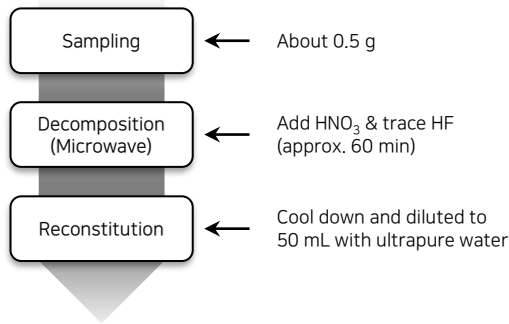 Sampling
About 0.5 g
Decomposition
(Microwave)
Add HNO₃ & trace HF
(approx. 60 min)
Reconstitution
Cool down and diluted to
50 mL with ultrapure water